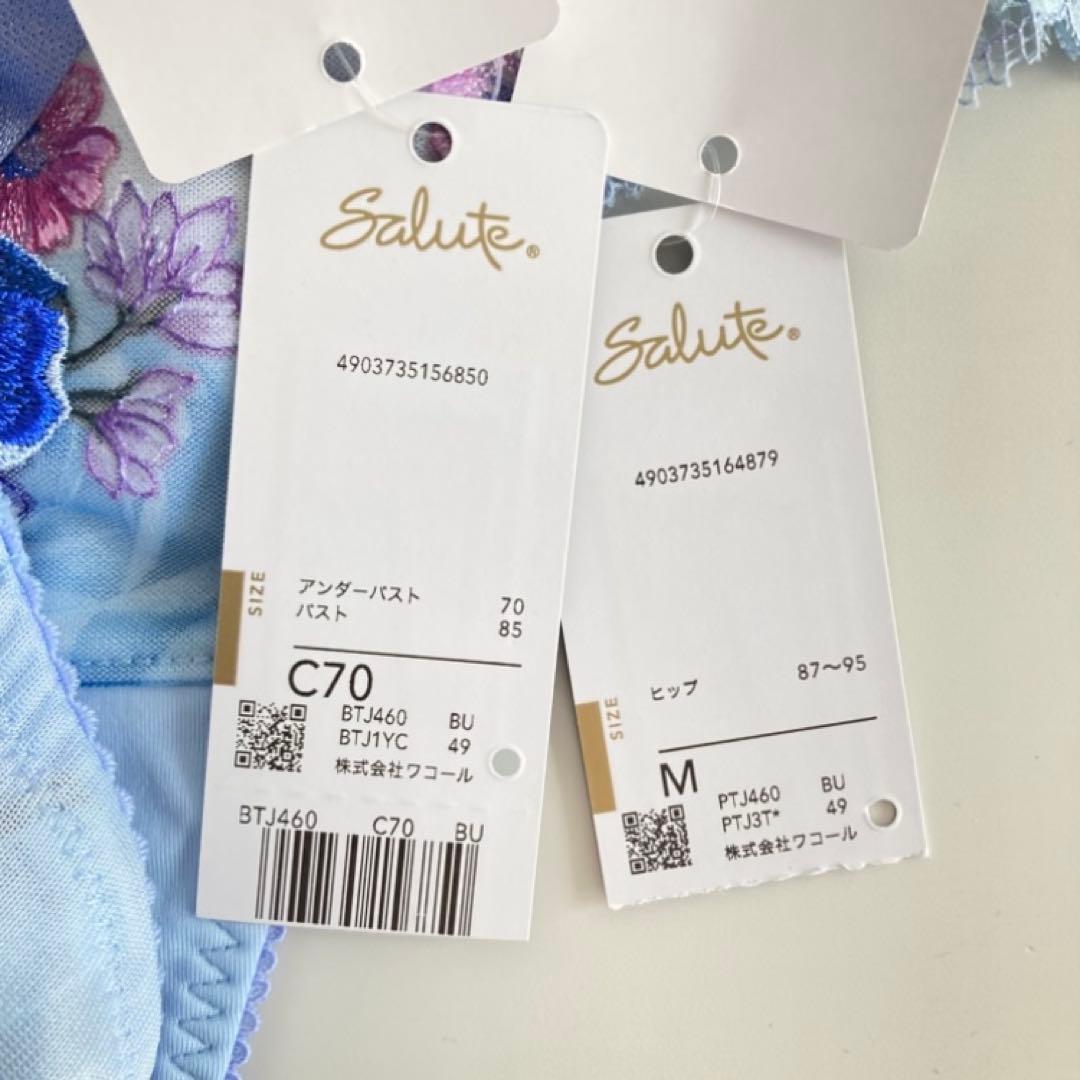 Salute®
4903735156850
アンダーバスト 70
バスト 85
SIZE
C70
BTJ460 BU
BTJ1YC 49
株式会社ワコール
BTJ460 C70 BU
Salute®
4903735164879
ヒップ 87〜95
SIZE
M
PTJ460 BU
PTJ3T* 49
株式会社ワコール